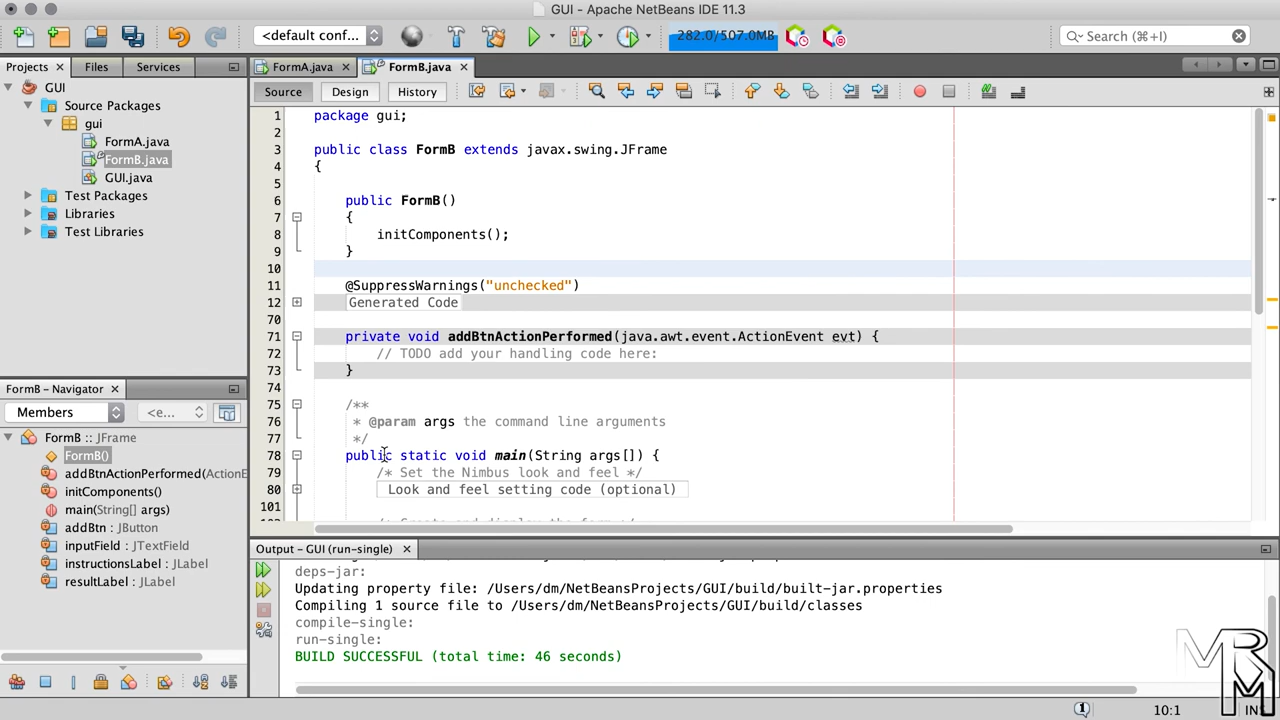 GUI - Apache NetBeans IDE 11.3
<default conf...
282.0/507.0MB
Search (⌘+I)
Projects
Files
Services
FormA.java
FormB.java
Source
Design
History
GUI
Source Packages
gui
FormA.java
FormB.java
GUI.java
Test Packages
Libraries
Test Libraries
1 package gui;
2
3 public class FormB extends javax.swing.JFrame
4 {
5
6 public FormB()
7 {
8 initComponents();
9 }
10
11 @SuppressWarnings("unchecked")
12 Generated Code
70
71 private void addBtnActionPerformed(java.awt.event.ActionEvent evt) {
72 // TODO add your handling code here:
73 }
74
75 /**
76 * @param args the command line arguments
77 */
78 public static void main(String args[]) {
79 /* Set the Nimbus look and feel */
80 Look and feel setting code (optional)
101
FormB - Navigator
Members
<e...
FormB :: JFrame
FormB()
addBtnActionPerformed(ActionE
initComponents()
main(String[] args)
addBtn : JButton
inputField : JTextField
instructionsLabel : JLabel
resultLabel : JLabel
Output - GUI (run-single)
deps-jar:
Updating property file: /Users/dm/NetBeansProjects/GUI/build/built-jar.properties
Compiling 1 source file to /Users/dm/NetBeansProjects/GUI/build/classes
compile-single:
run-single:
BUILD SUCCESSFUL (total time: 46 seconds)
1
10:1